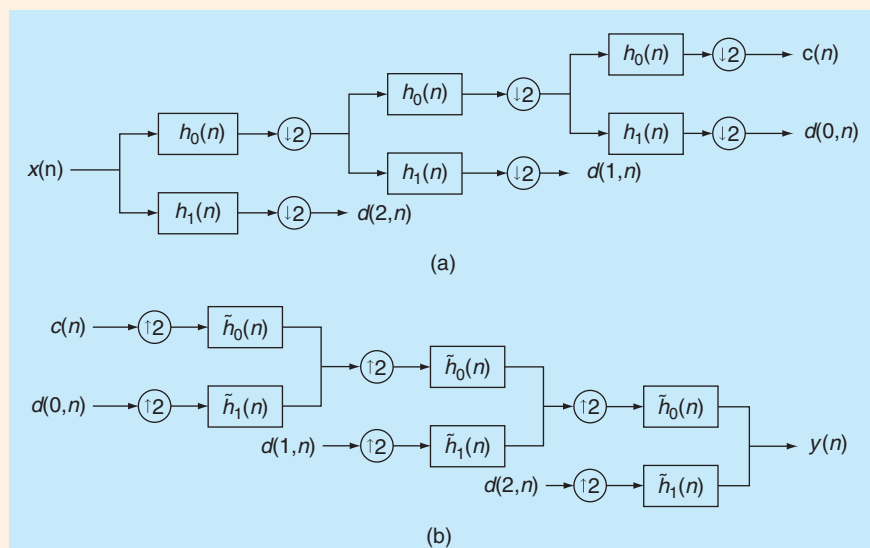 h₀(n) ↓2 c(n)
h₀(n) ↓2
h₀(n) ↓2 h₁(n) ↓2 d(0,n)
x(n) h₁(n) ↓2 d(1,n)
h₁(n) ↓2 d(2,n)
(a)
c(n) ↑2 h̃₀(n)
↑2 h̃₀(n)
d(0,n) ↑2 h̃₁(n) ↑2 h̃₀(n)
d(1,n) ↑2 h̃₁(n) y(n)
d(2,n) ↑2 h̃₁(n)
(b)